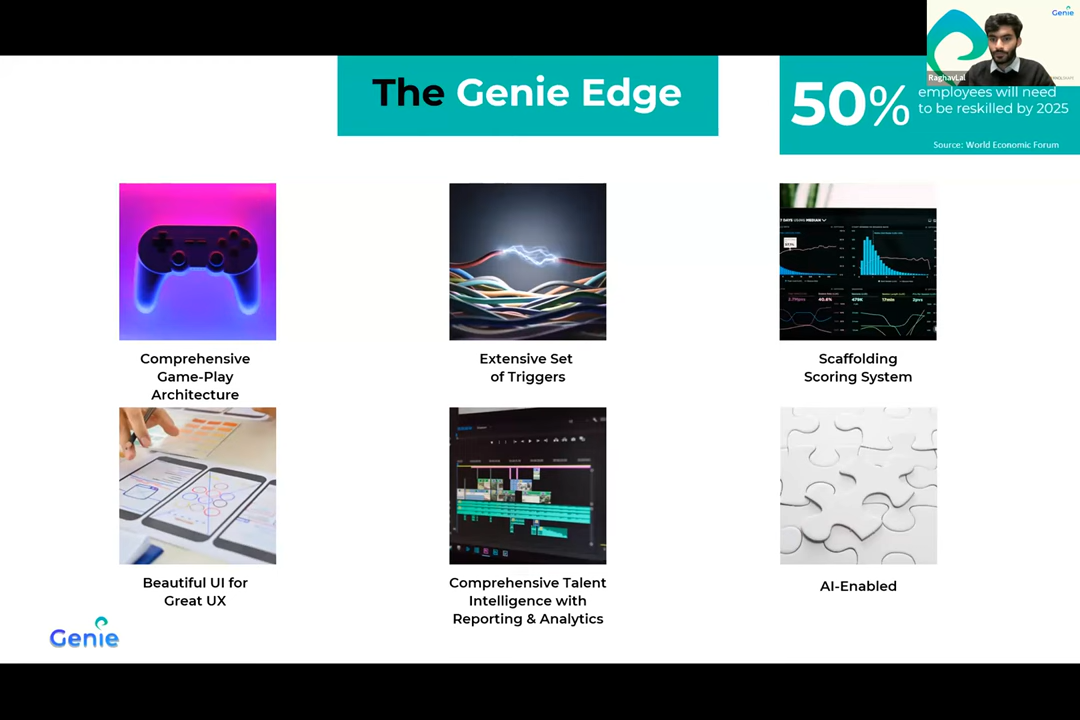 Genie
RaghavLal
The Genie Edge
50%
employees will need
to be reskilled by 2025
Source: World Economic Forum
Comprehensive
Game-Play
Architecture
Extensive Set
of Triggers
Scaffolding
Scoring System
Beautiful UI for
Great UX
Comprehensive Talent
Intelligence with
Reporting & Analytics
AI-Enabled
Genie